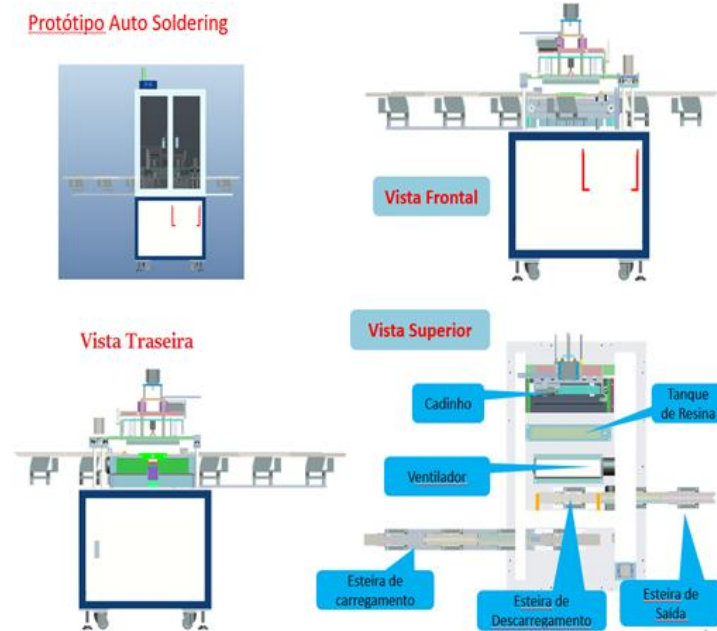 Protótipo Auto Soldering
Vista Frontal
Vista Traseira
Vista Superior
Cadinho
Tanque
de Resina
Ventilador
Esteira de
carregamento
Esteira de
Descarregamento
Esteira de
Saída